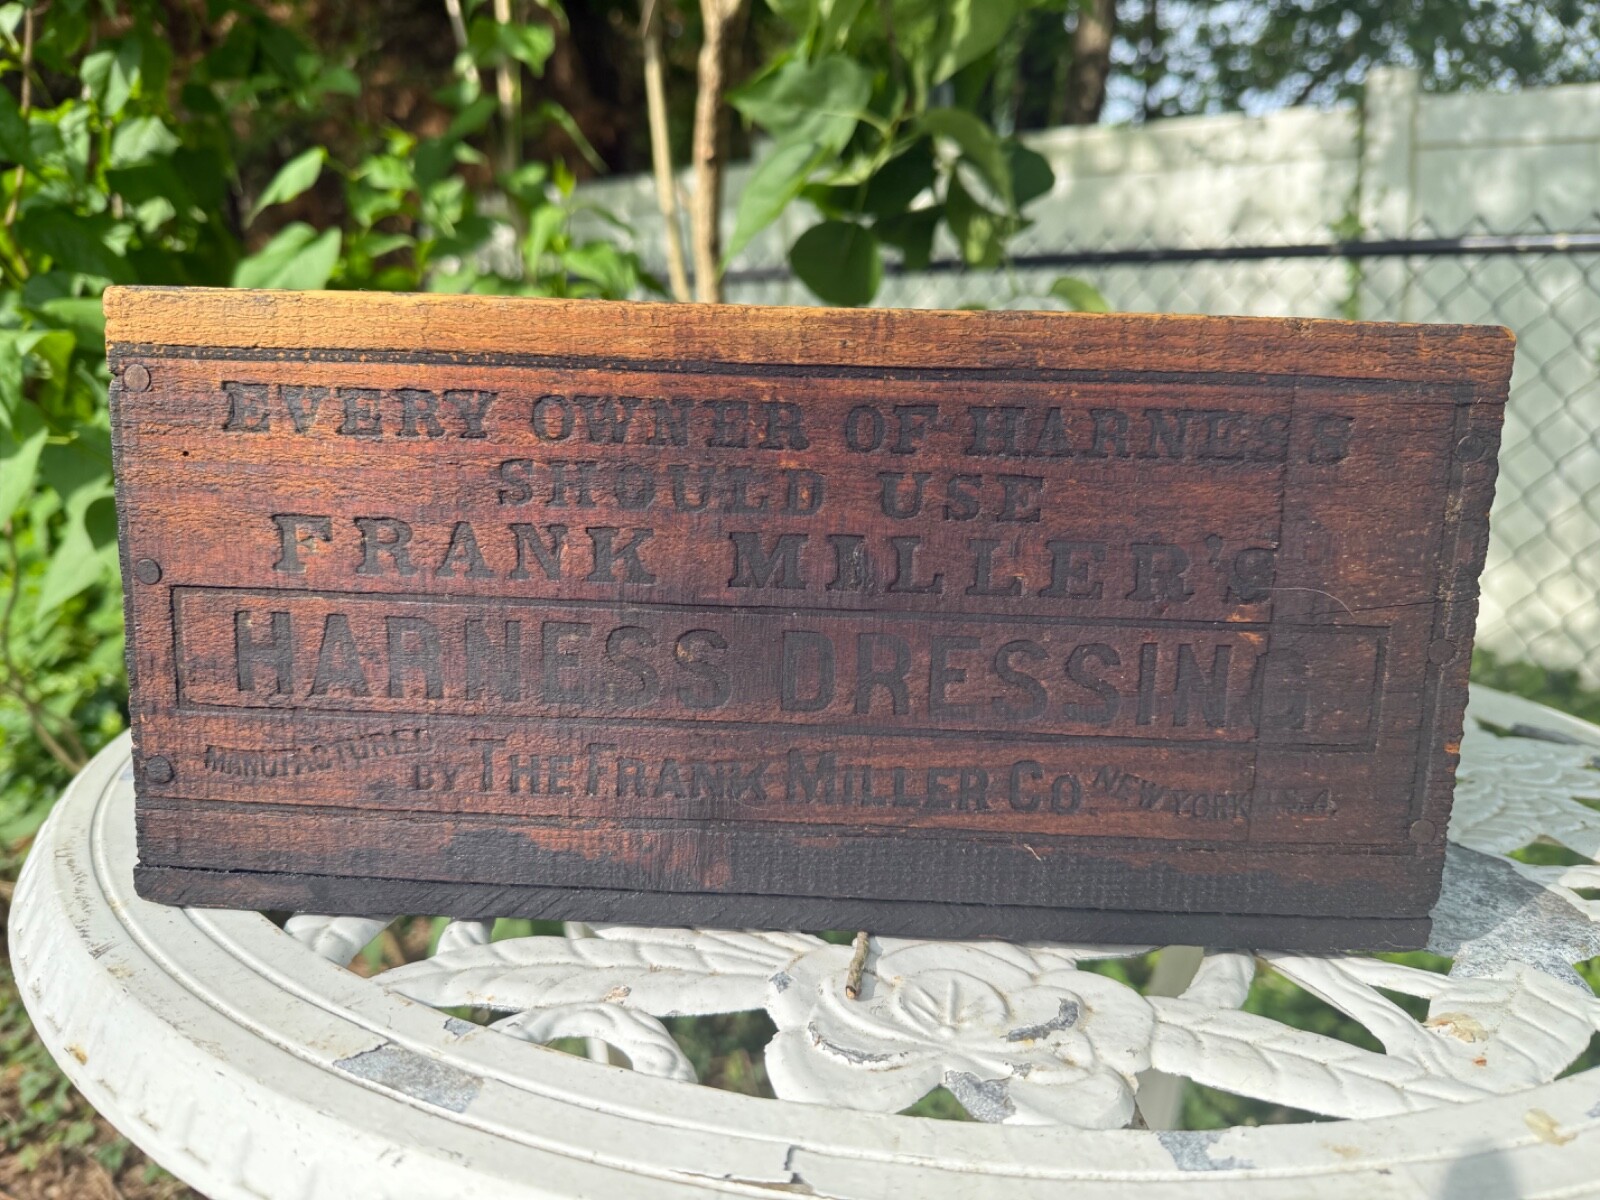 EVERY OWNER OF HARNESS
SHOULD USE
FRANK MILLER'S
HARNESS DRESSING
MANUFACTURED BY THE FRANK MILLER CO. NEW YORK U.S.A.